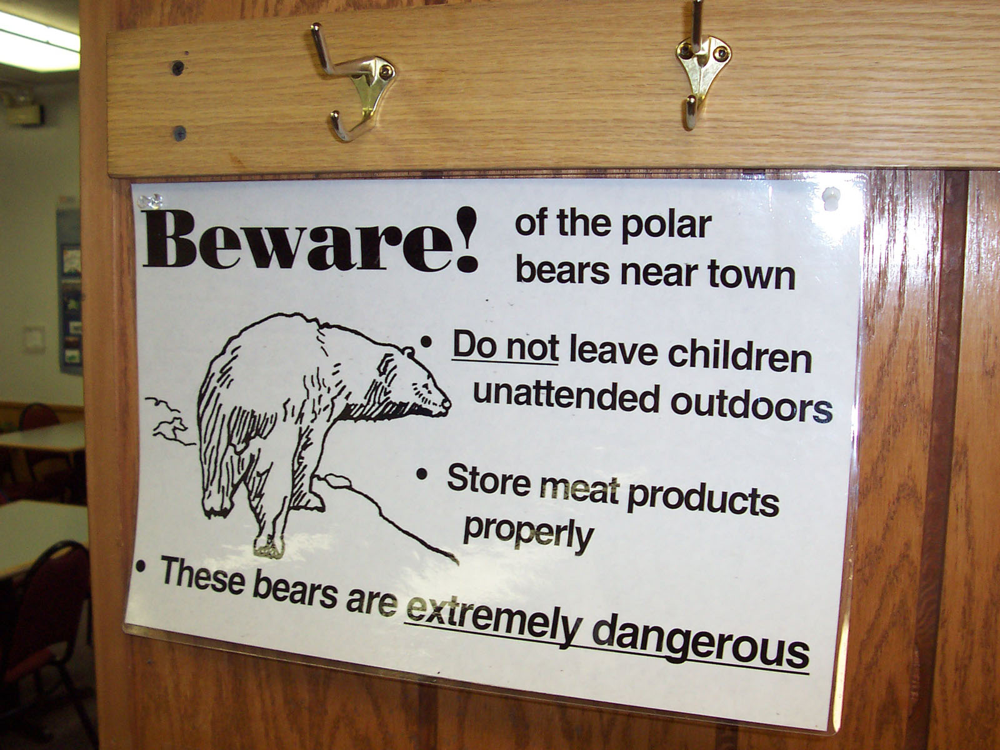 Beware! of the polar
bears near town
• Do not leave children
unattended outdoors
• Store meat products
properly
• These bears are extremely dangerous